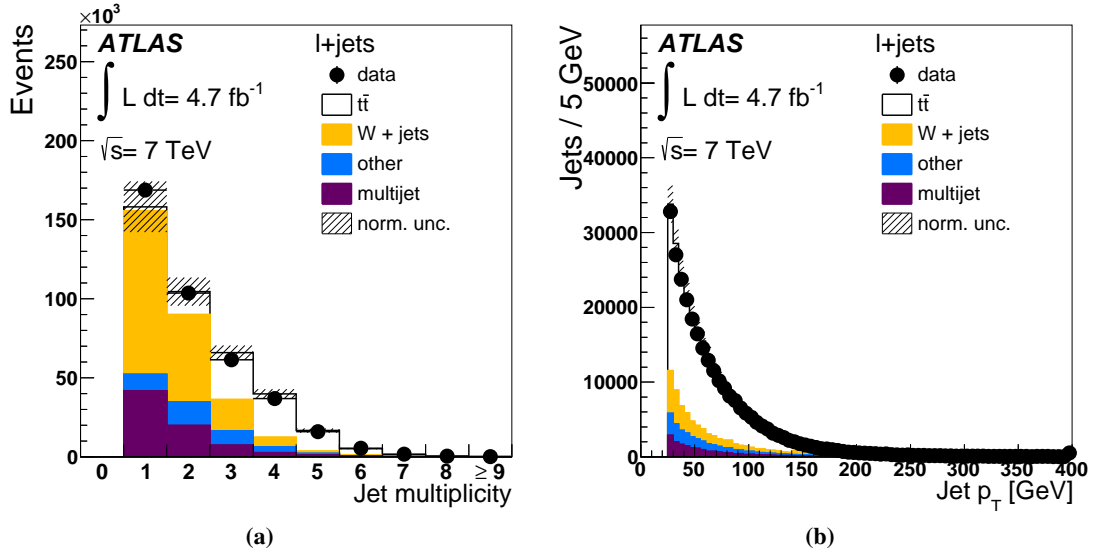 ×10³
Events
250
200
150
100
50
0
ATLAS
∫ L dt= 4.7 fb⁻¹
√s= 7 TeV
l+jets
data
tt̄
W + jets
other
multijet
norm. unc.
0 1 2 3 4 5 6 7 8 ≥ 9
Jet multiplicity
(a)
Jets / 5 GeV
50000
40000
30000
20000
10000
0
ATLAS
∫ L dt= 4.7 fb⁻¹
√s= 7 TeV
l+jets
data
tt̄
W + jets
other
multijet
norm. unc.
0 50 100 150 200 250 300 350 400
Jet p_T [GeV]
(b)